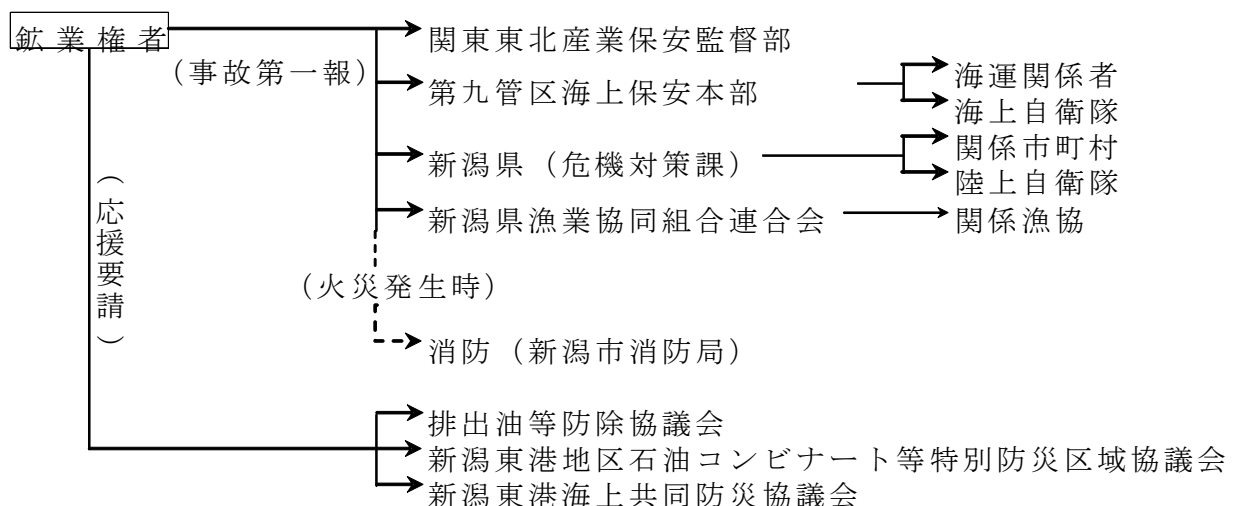 鉱業権者
関東東北産業保安監督部
(事故第一報)
第九管区海上保安本部
海運関係者
海上自衛隊
新潟県(危機対策課)
関係市町村
陸上自衛隊
(応援要請)
新潟県漁業協同組合連合会
関係漁協
(火災発生時)
消防(新潟市消防局)
排出油等防除協議会
新潟東港地区石油コンビナート等特別防災区域協議会
新潟東港海上共同防災協議会